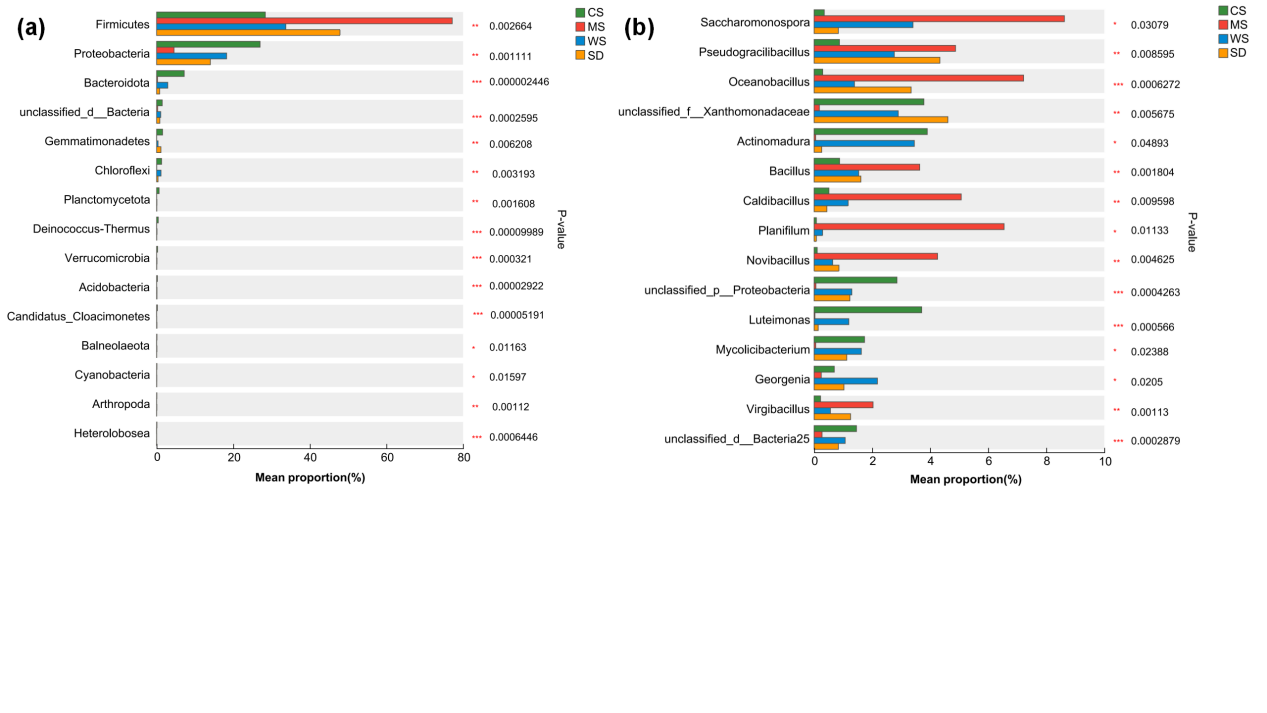 (a)
CS
MS
WS
SD
Firmicutes ** 0.002664
Proteobacteria ** 0.001111
Bacteroidota *** 0.000002446
unclassified_d__Bacteria *** 0.0002595
Gemmatimonadetes ** 0.006208
Chloroflexi ** 0.003193
Planctomycetota ** 0.001608
Deinococcus-Thermus *** 0.00009989
Verrucomicrobia *** 0.000321
Acidobacteria *** 0.00002922
Candidatus_Cloacimonetes *** 0.00005191
Balneolaeota * 0.01163
Cyanobacteria * 0.01597
Arthropoda ** 0.00112
Heterolobosea *** 0.0006446
0 20 40 60 80
Mean proportion(%)
P-value
(b)
CS
MS
WS
SD
Saccharomonospora * 0.03079
Pseudogracilibacillus ** 0.008595
Oceanobacillus *** 0.0006272
unclassified_f__Xanthomonadaceae ** 0.005675
Actinomadura * 0.04893
Bacillus ** 0.001804
Caldibacillus ** 0.009598
Planifilum * 0.01133
Novibacillus ** 0.004625
unclassified_p__Proteobacteria *** 0.0004263
Luteimonas *** 0.000566
Mycolicibacterium * 0.02388
Georgenia * 0.0205
Virgibacillus ** 0.00113
unclassified_d__Bacteria25 *** 0.0002879
0 2 4 6 8 10
Mean proportion(%)
P-value